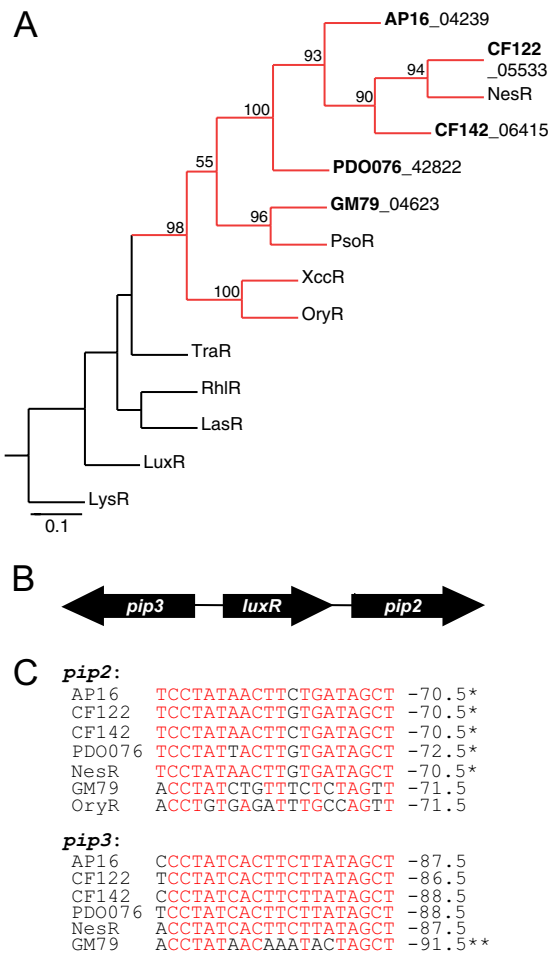 A
AP16_04239
93
CF122
_05533
94
90
NesR
100
CF142_06415
55
PDO076_42822
GM79_04623
96
98
PsoR
XccR
100
OryR
TraR
RhlR
LasR
LuxR
LysR
0.1
B
pip3 luxR pip2
C
pip2:
AP16 TCCTATAACTTCTGATAGCT -70.5*
CF122 TCCTATAACTTGTGATAGCT -70.5*
CF142 TCCTATAACTTGTGATAGCT -70.5*
PDO076 TCCTATTACTTGTGATAGCT -72.5*
NesR TCCTATAACTTGTGATAGCT -70.5*
GM79 ACCTATCTGTTTCTCTAGTT -71.5
OryR ACCTGTGAGATTTGCCAGTT -71.5
pip3:
AP16 CCCTATCACTTCTTATAGCT -87.5
CF122 TCCTATCACTTCTTATAGCT -86.5
CF142 CCCTATCACTTCTTATAGCT -88.5
PDO076 TCCTATCACTTCTTATAGCT -88.5
NesR ACCTATCACTTCTTATAGCT -87.5
GM79 ACCTATAACAAATACTAGCT -91.5**